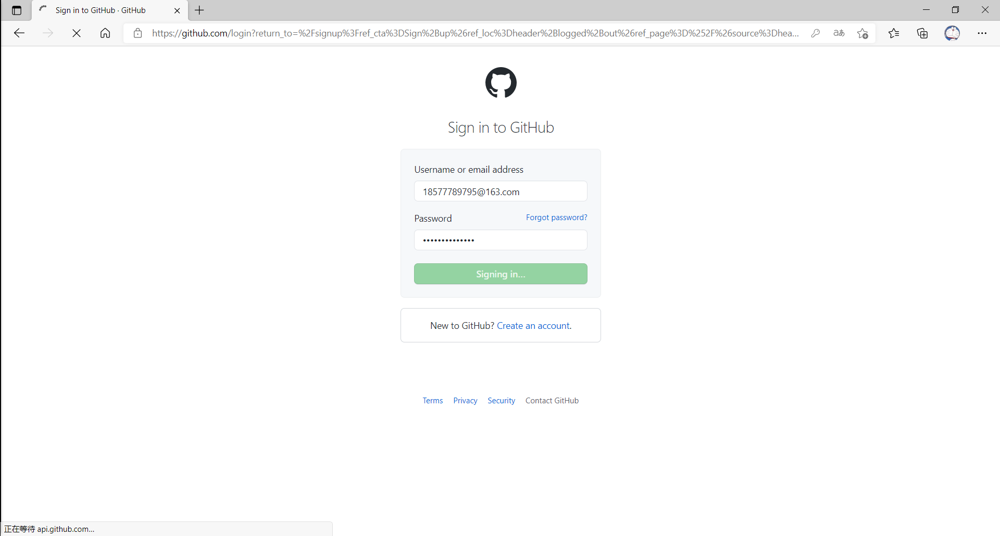 Sign in to GitHub · GitHub
https://github.com/login?return_to=%2Fsignup%3Fref_cta%3DSign%2Bup%26ref_loc%3Dheader%2Blogged%2Bout%26ref_page%3D%252F%26source%3Dhea...
aあ
Sign in to GitHub
Username or email address
18577789795@163.com
Password Forgot password?
••••••••••••••
Signing in...
New to GitHub? Create an account.
Terms Privacy Security Contact GitHub
正在等待 api.github.com...